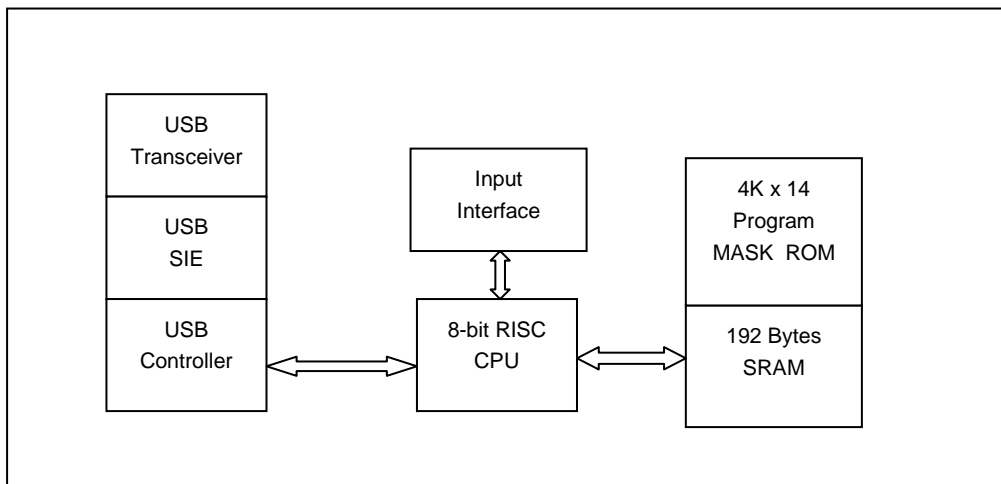 USB
Transceiver
USB
SIE
USB
Controller
Input
Interface
8-bit RISC
CPU
4K x 14
Program
MASK ROM
192 Bytes
SRAM